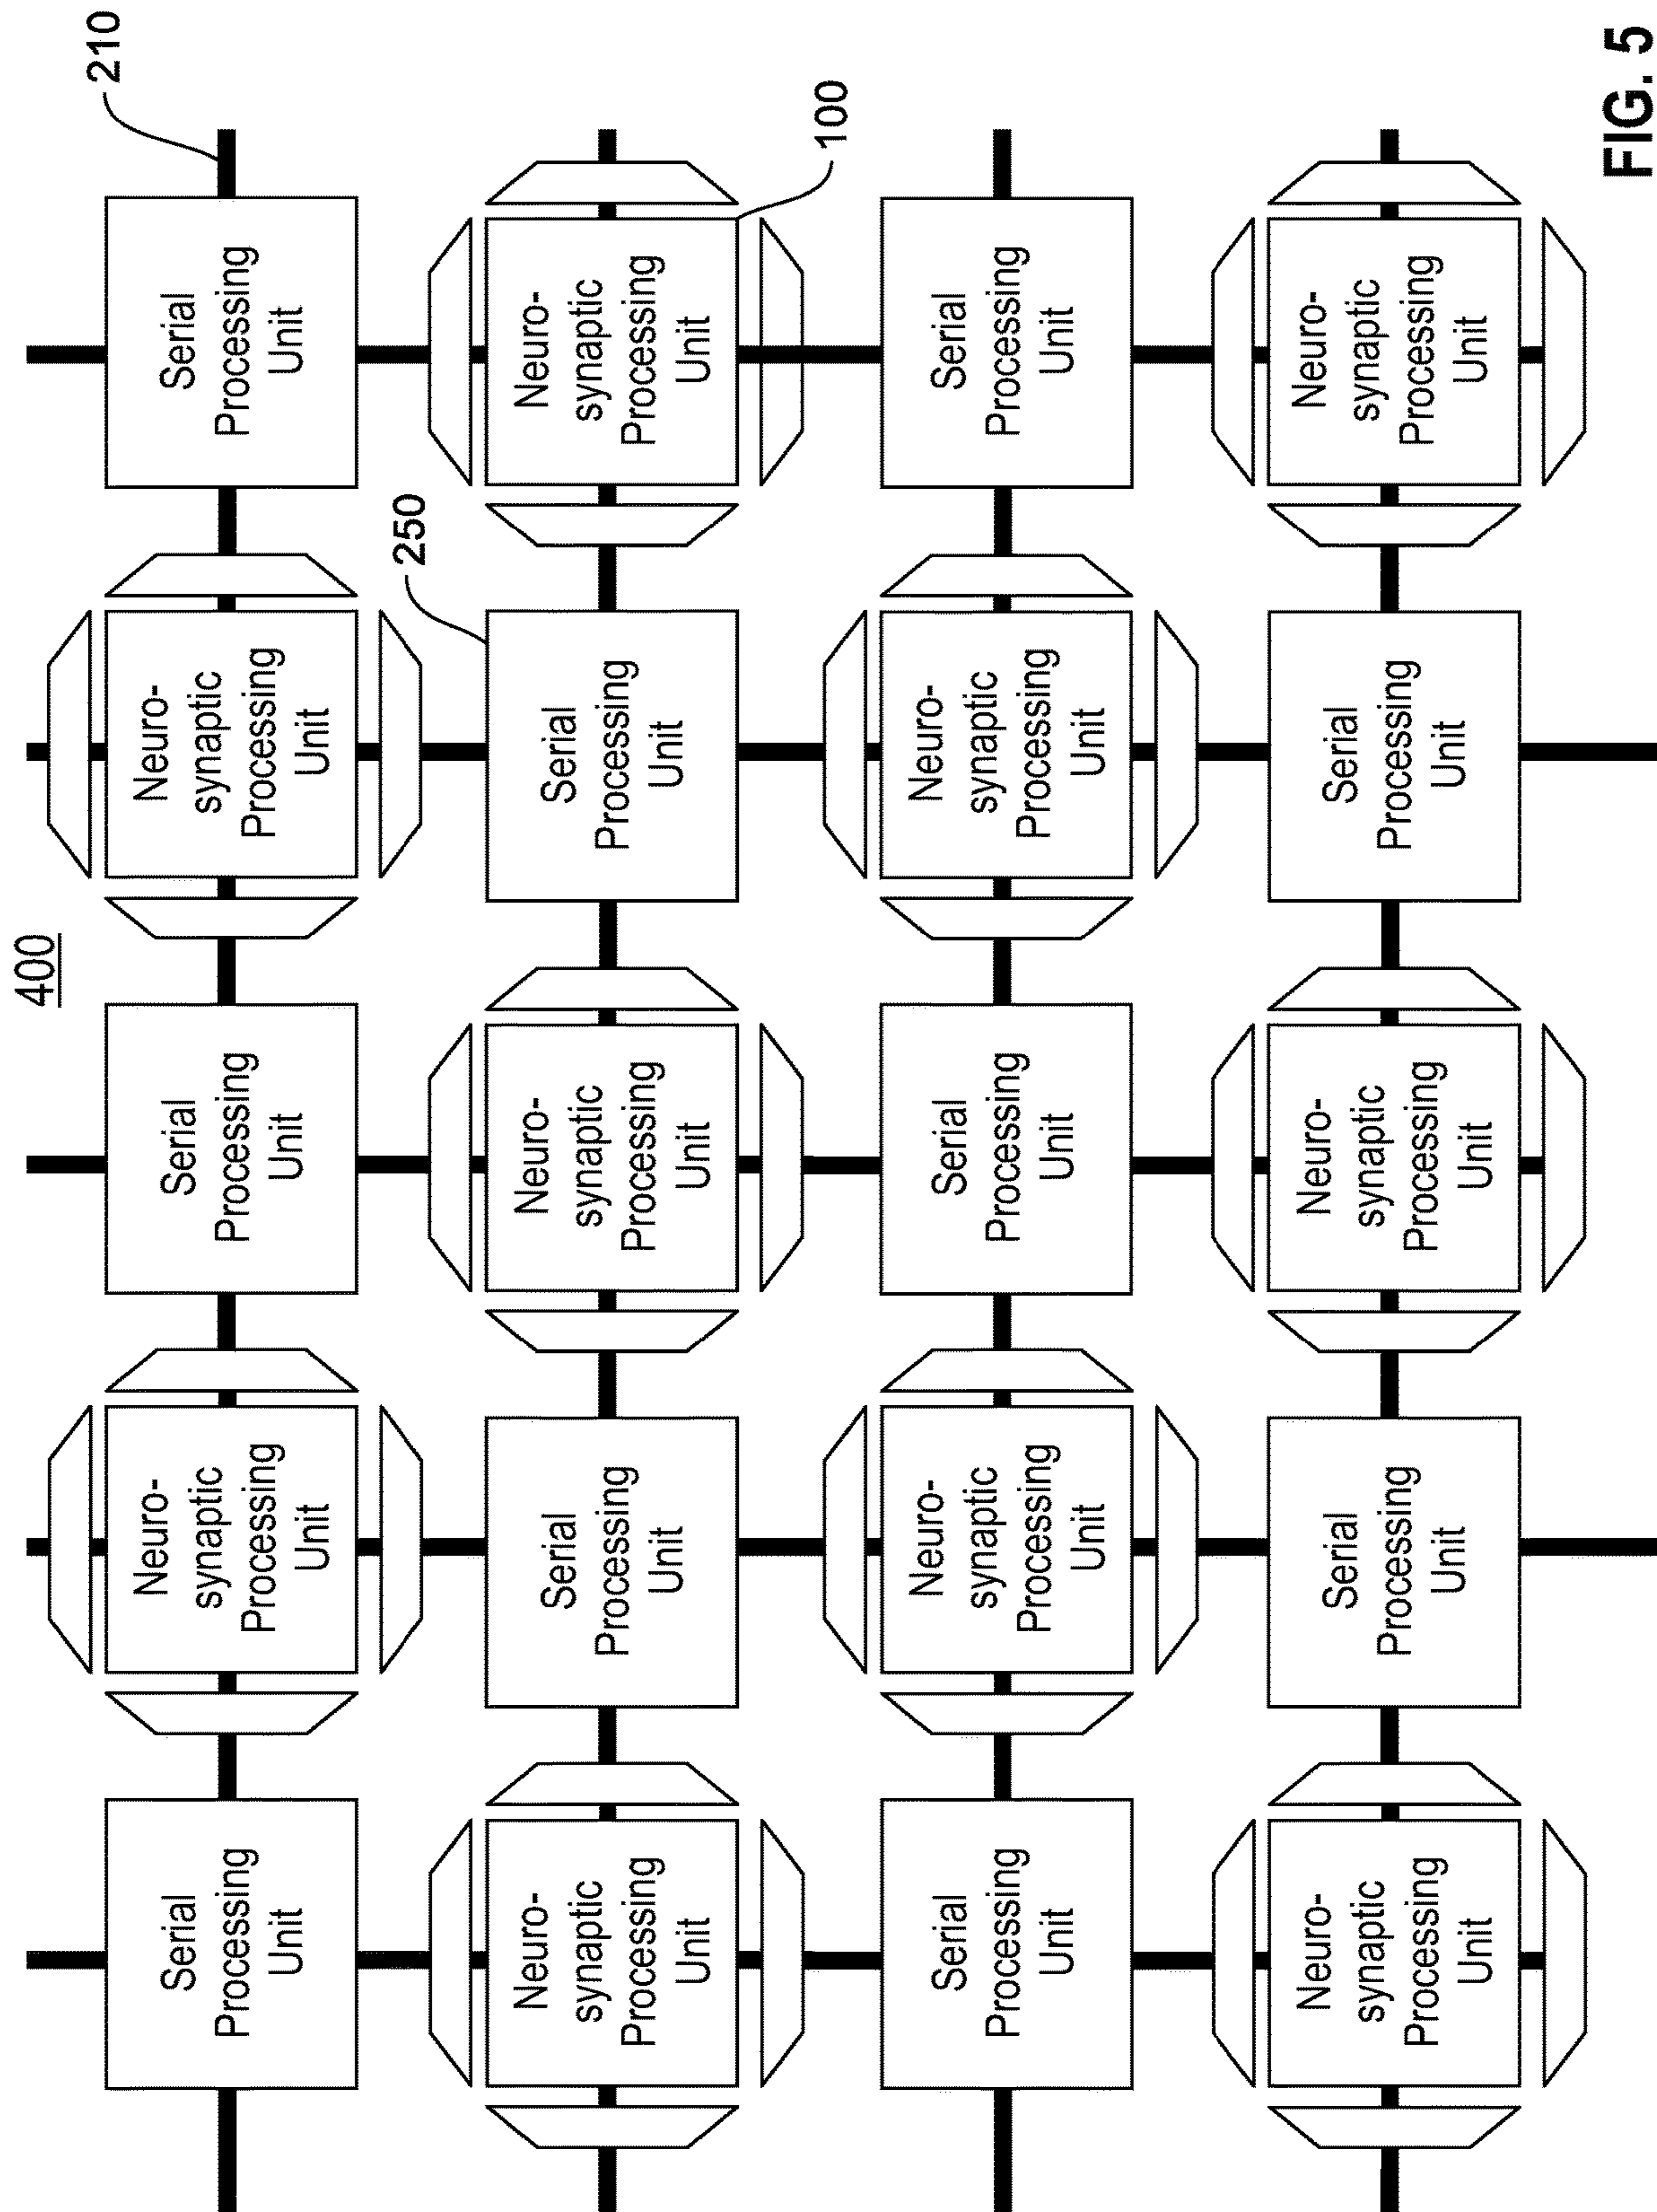 400
210
Serial
Processing
Unit
Neuro-
synaptic
Processing
Unit
Serial
Processing
Unit
Neuro-
synaptic
Processing
Unit
Serial
Processing
Unit
250
Neuro-
synaptic
Processing
Unit
Serial
Processing
Unit
Neuro-
synaptic
Processing
Unit
Serial
Processing
Unit
Neuro-
synaptic
Processing
Unit
100
Serial
Processing
Unit
Neuro-
synaptic
Processing
Unit
Serial
Processing
Unit
Neuro-
synaptic
Processing
Unit
Serial
Processing
Unit
Neuro-
synaptic
Processing
Unit
Serial
Processing
Unit
Neuro-
synaptic
Processing
Unit
Serial
Processing
Unit
Neuro-
synaptic
Processing
Unit
FIG. 5